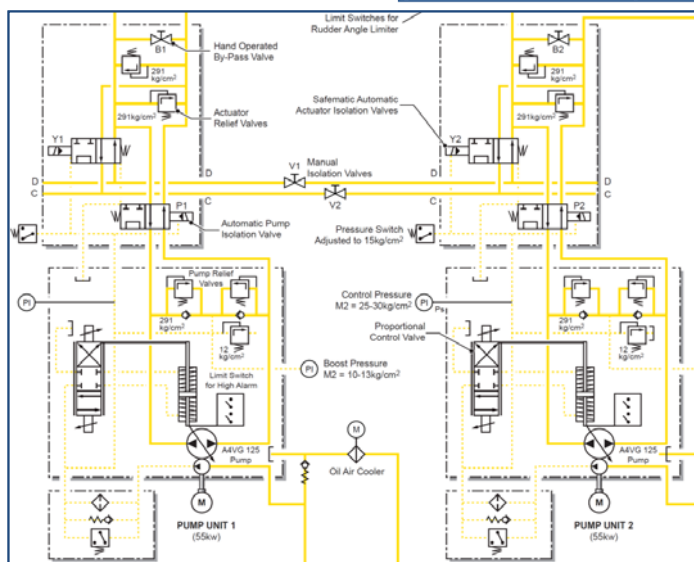 Limit Switches for
Rudder Angle Limiter
B1
Hand Operated
By-Pass Valve
291
kg/cm²
291kg/cm²
Actuator
Relief Valves
Y1
D
C
D
C
V1
Manual
Isolation Valves
V2
P1
Automatic Pump
Isolation Valve
B2
291
kg/cm²
Safematic Automatic
Actuator Isolation Valves
291kg/cm²
Y2
D
C
D
C
P2
Pressure Switch
Adjusted to 15kg/cm²
PI
Pump Relief
Valves
291
kg/cm²
12
kg/cm²
Limit Switch
for High Alarm
PI
Boost Pressure
M2 = 10-13kg/cm²
A4VG 125
Pump
M
PUMP UNIT 1
(55kw)
M
Oil Air Cooler
Control Pressure
M2 = 25-30kg/cm²
PI
Ps
Proportional
Control Valve
291
kg/cm²
12
kg/cm²
A4VG 125
Pump
M
PUMP UNIT 2
(55kw)